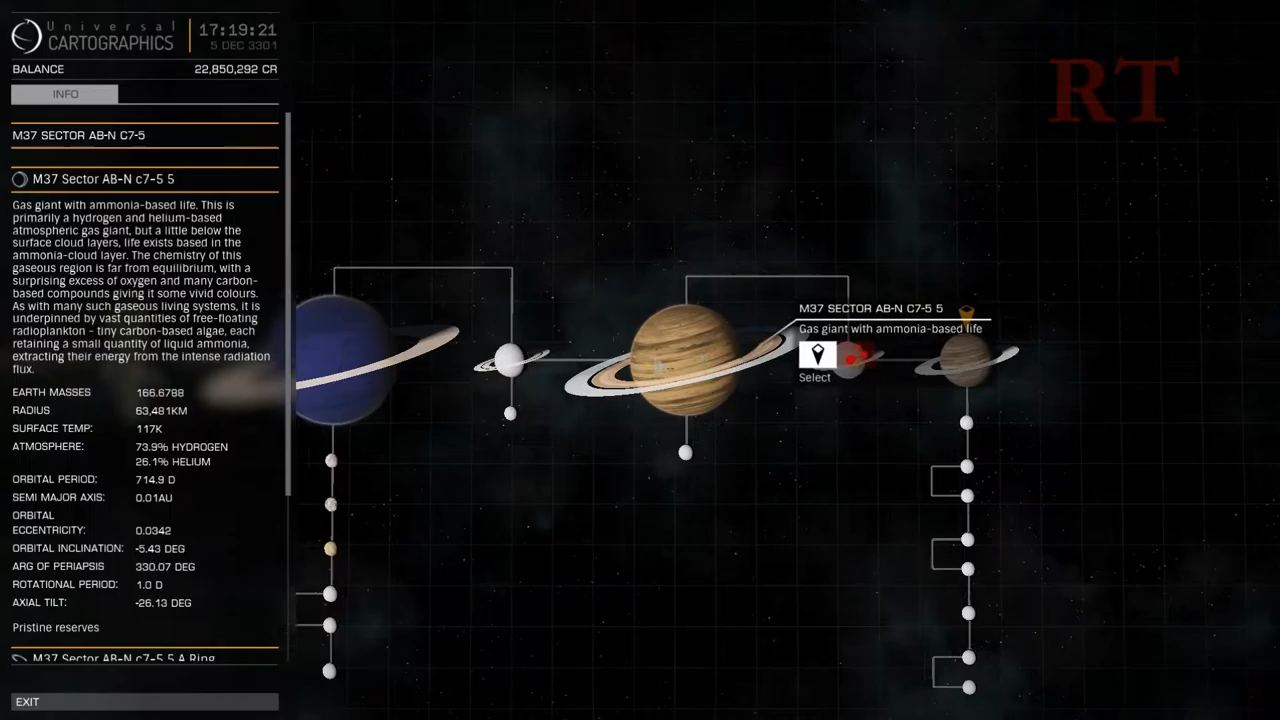 Universal
CARTOGRAPHICS
17:19:21
5 DEC 3301
BALANCE 22,850,292 CR
INFO
M37 SECTOR AB-N C7-5
M37 Sector AB-N c7-5 5
Gas giant with ammonia-based life. This is
primarily a hydrogen and helium-based
atmospheric gas giant, but a little below the
surface cloud layers, life exists based in the
ammonia-cloud layer. The chemistry of this
gaseous region is far from equilibrium, with a
surprising excess of oxygen and many carbon-
based compounds giving it some vivid colours.
As with many such gaseous living systems, it is
underpinned by vast quantities of free-floating
radioplankton - tiny carbon-based algae, each
retaining a small quantity of liquid ammonia,
extracting their energy from the intense radiation
flux.
EARTH MASSES 166.6798
RADIUS 63,481KM
SURFACE TEMP: 117K
ATMOSPHERE: 73.9% HYDROGEN
26.1% HELIUM
ORBITAL PERIOD: 714.9 D
SEMI MAJOR AXIS: 0.01AU
ORBITAL
ECCENTRICITY: 0.0342
ORBITAL INCLINATION: -5.43 DEG
ARG OF PERIAPSIS 330.07 DEG
ROTATIONAL PERIOD: 1.0 D
AXIAL TILT: -26.13 DEG
Pristine reserves
M37 Sector AB-N c7-5 5 A Ring
EXIT
M37 SECTOR AB-N C7-5 5
Gas giant with ammonia-based life
Select
RT